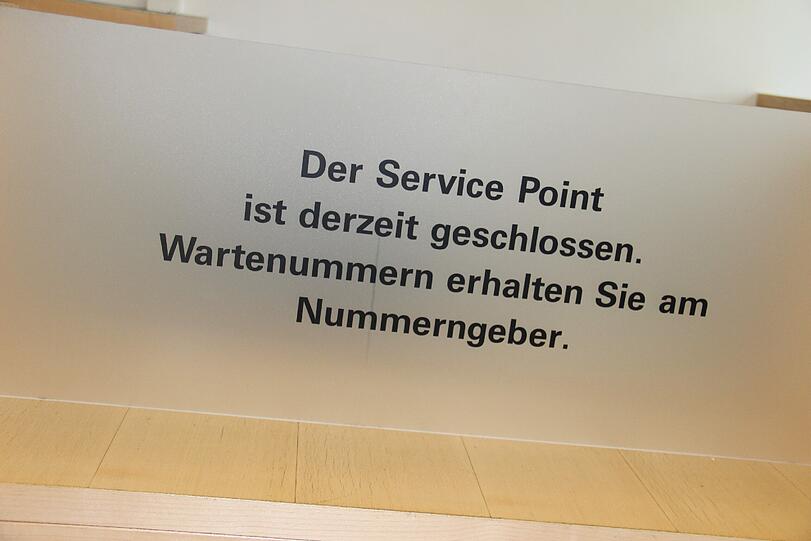 Der Service Point
ist derzeit geschlossen.
Wartenummern erhalten Sie am
Nummerngeber.